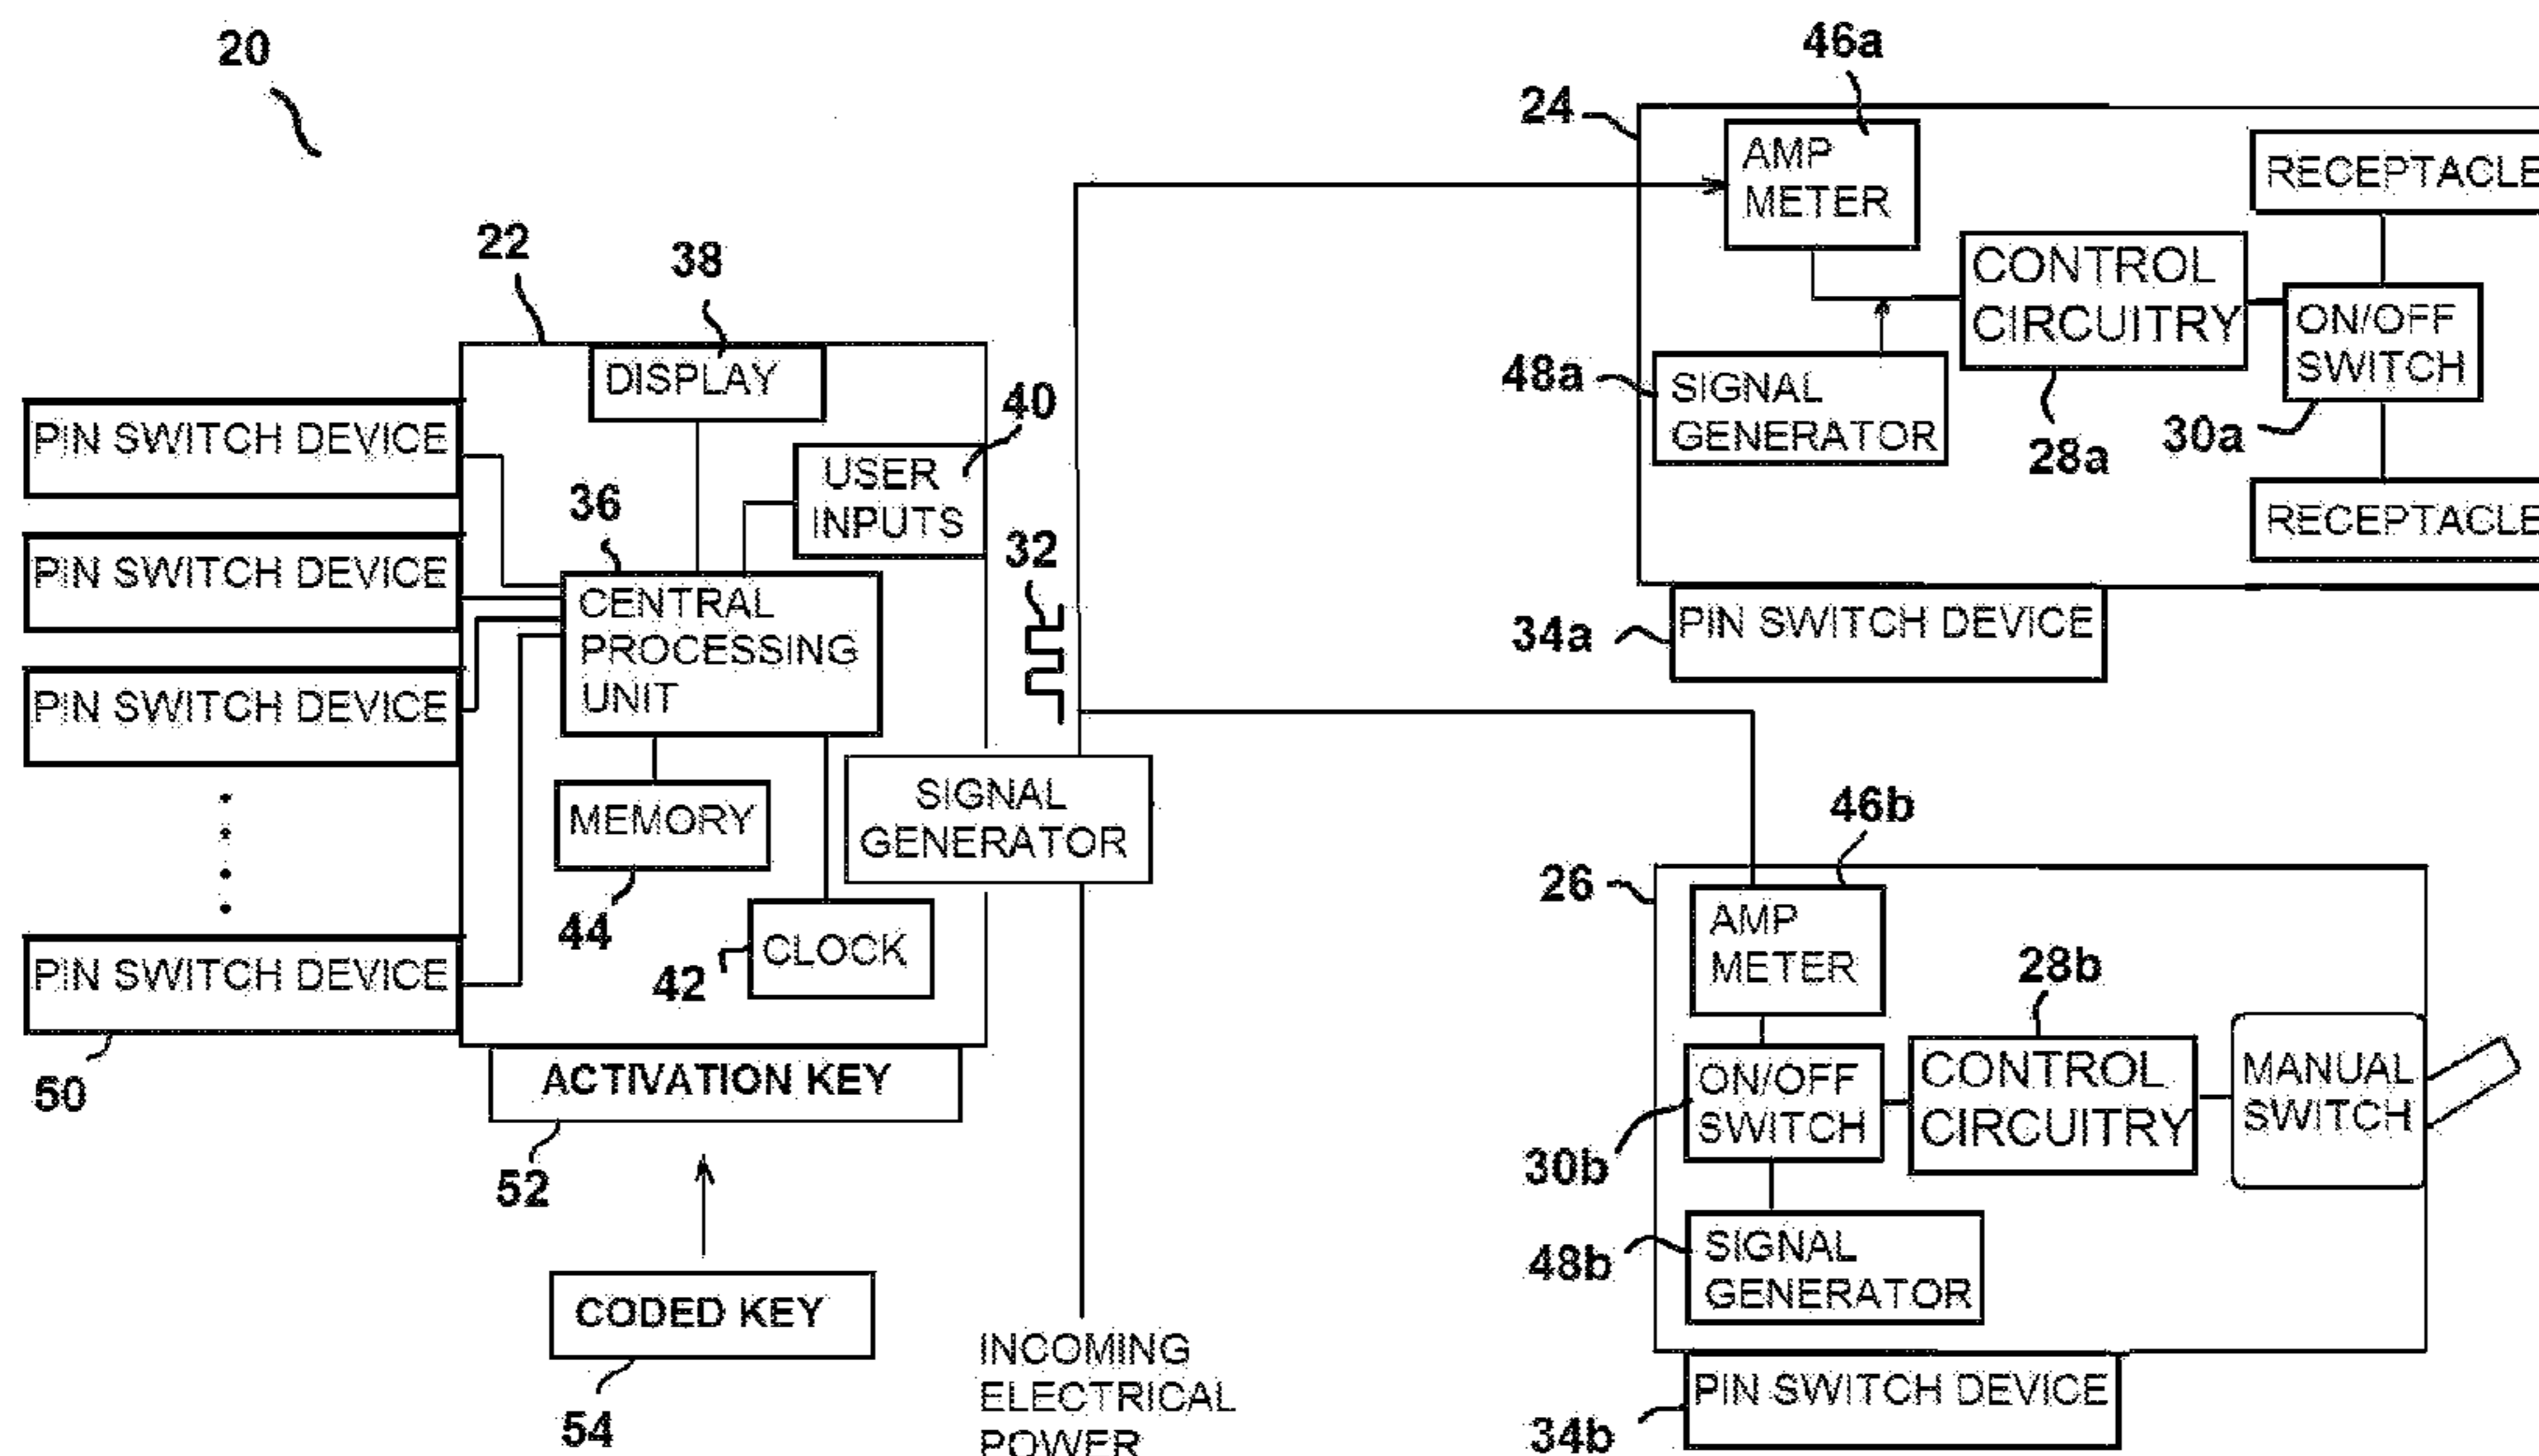 20
22
38
DISPLAY
40
USER
INPUTS
36
CENTRAL
PROCESSING
UNIT
PIN SWITCH DEVICE
PIN SWITCH DEVICE
PIN SWITCH DEVICE
PIN SWITCH DEVICE
50
MEMORY
44
CLOCK
42
SIGNAL
GENERATOR
32
ACTIVATION KEY
52
CODED KEY
54
INCOMING
ELECTRICAL
POWER
24
46a
AMP
METER
RECEPTACLE
CONTROL
CIRCUITRY
28a
ON/OFF
SWITCH
30a
48a
SIGNAL
GENERATOR
RECEPTACLE
34a
PIN SWITCH DEVICE
26
46b
AMP
METER
28b
ON/OFF
SWITCH
30b
CONTROL
CIRCUITRY
MANUAL
SWITCH
48b
SIGNAL
GENERATOR
PIN SWITCH DEVICE
34b